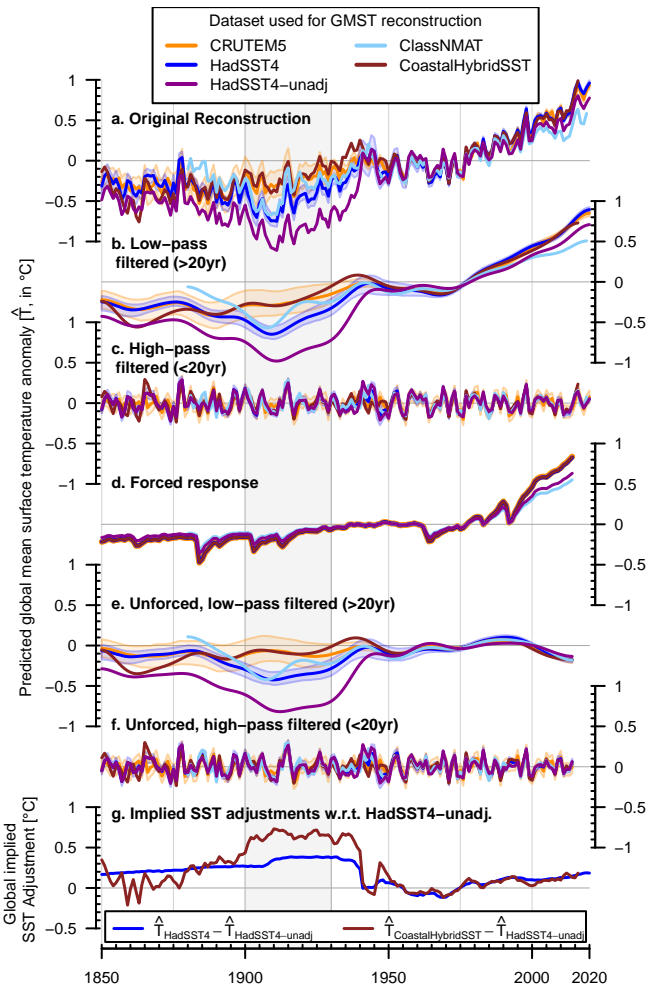 Dataset used for GMST reconstruction
CRUTEM5
HadSST4
HadSST4−unadj
ClassNMAT
CoastalHybridSST
Predicted global mean surface temperature anomaly [T̂, in °C]
a. Original Reconstruction
1
0.5
0
−0.5
−1
b. Low−pass
filtered (>20yr)
1
0.5
0
−0.5
−1
c. High−pass
filtered (<20yr)
1
0.5
0
−0.5
−1
d. Forced response
1
0.5
0
−0.5
−1
e. Unforced, low−pass filtered (>20yr)
1
0.5
0
−0.5
−1
f. Unforced, high−pass filtered (<20yr)
1
0.5
0
−0.5
−1
g. Implied SST adjustments w.r.t. HadSST4−unadj.
Global implied
SST Adjustment [°C]
1
0.5
0
−0.5
T̂HadSST4 − T̂HadSST4−unadj
T̂CoastalHybridSST − T̂HadSST4−unadj
1850 1900 1950 2000 2020